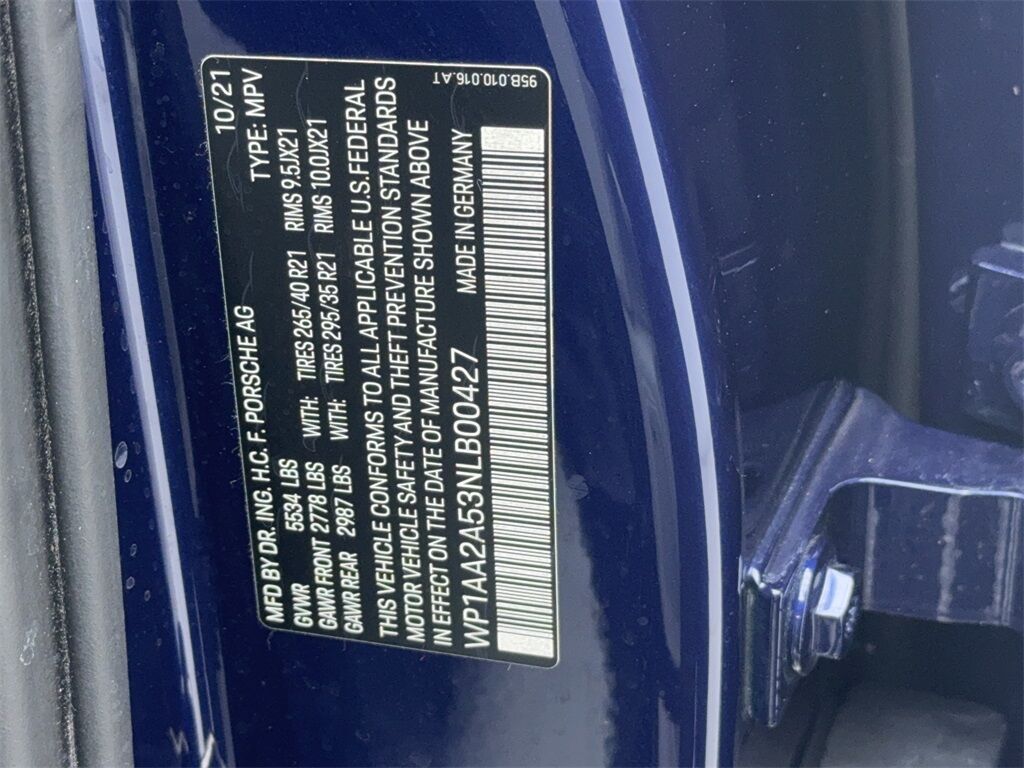 MFD BY DR. ING. H.C. F. PORSCHE AG 10/21
GVWR 5534 LBS TYPE: MPV
GAWR FRONT 2778 LBS WITH: TIRES 265/40 R21 RIMS 9.5JX21
GAWR REAR 2987 LBS WITH: TIRES 295/35 R21 RIMS 10.0JX21
THIS VEHICLE CONFORMS TO ALL APPLICABLE U.S. FEDERAL
MOTOR VEHICLE SAFETY AND THEFT PREVENTION STANDARDS
IN EFFECT ON THE DATE OF MANUFACTURE SHOWN ABOVE
WP1AA2A53NLB00427 MADE IN GERMANY
95B.010.016.AT